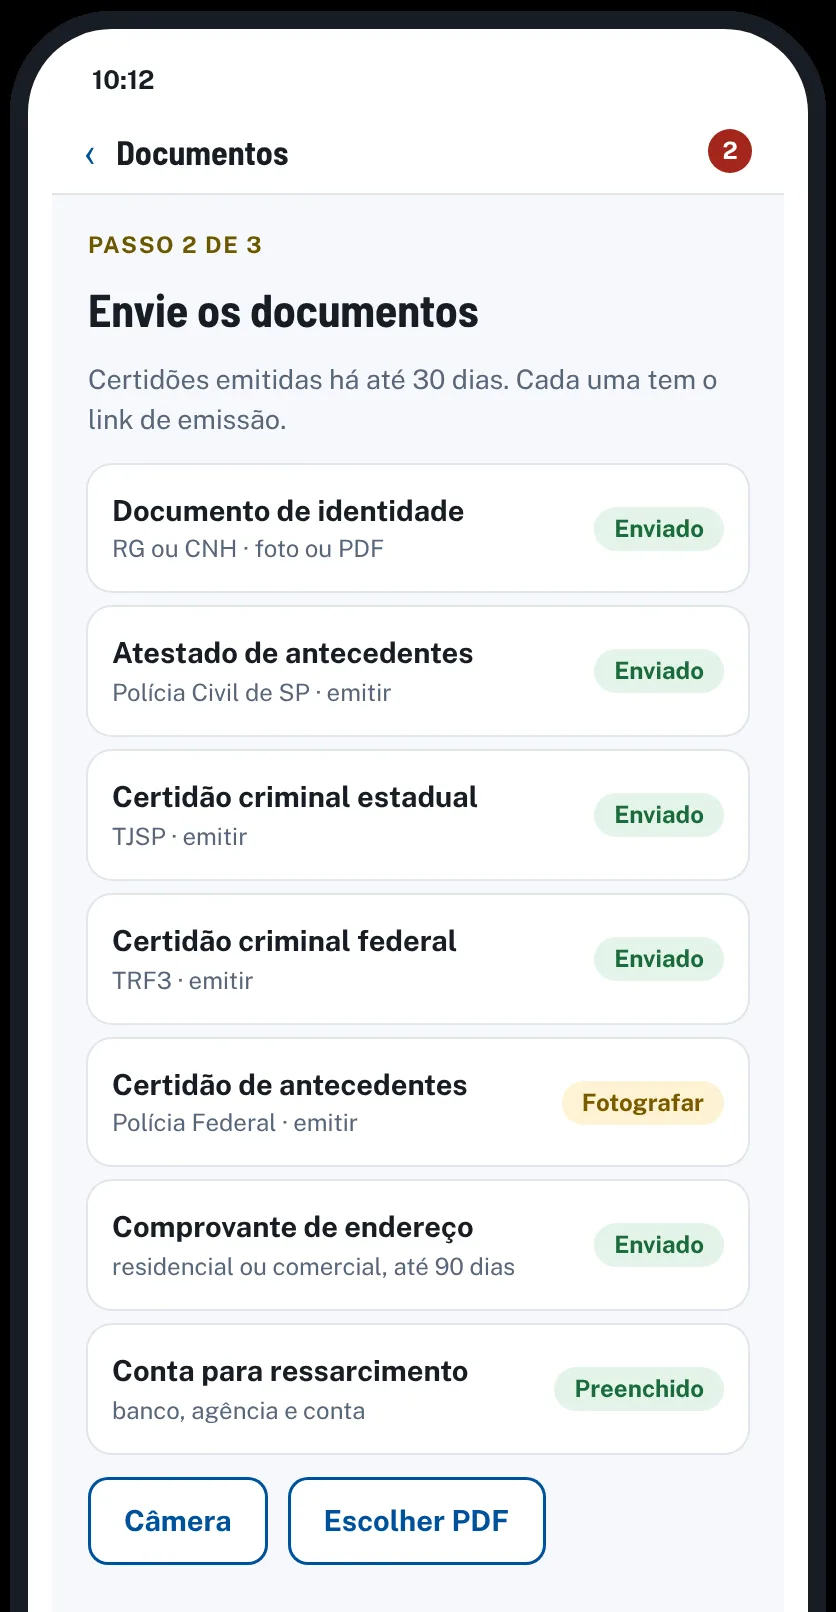 10:12
‹ Documentos
2
PASSO 2 DE 3
Envie os documentos
Certidões emitidas há até 30 dias. Cada uma tem o
link de emissão.
Documento de identidade
RG ou CNH · foto ou PDF
Enviado
Atestado de antecedentes
Polícia Civil de SP · emitir
Enviado
Certidão criminal estadual
TJSP · emitir
Enviado
Certidão criminal federal
TRF3 · emitir
Enviado
Certidão de antecedentes
Polícia Federal · emitir
Fotografar
Comprovante de endereço
residencial ou comercial, até 90 dias
Enviado
Conta para ressarcimento
banco, agência e conta
Preenchido
Câmera
Escolher PDF